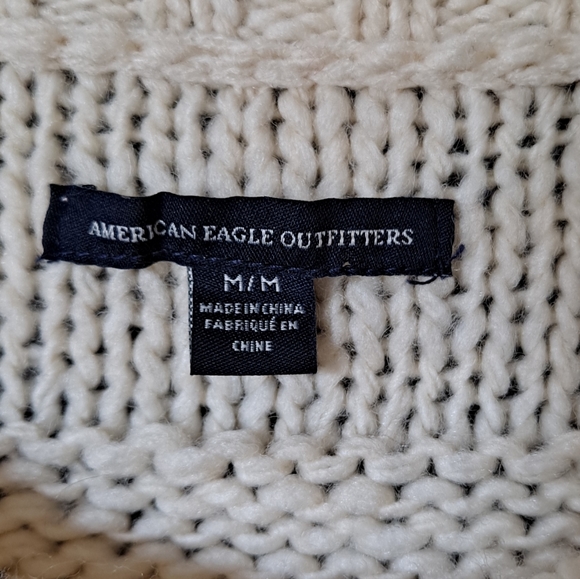 AMERICAN EAGLE OUTFITTERS
M/M
MADE IN CHINA
FABRIQUÉ EN
CHINE